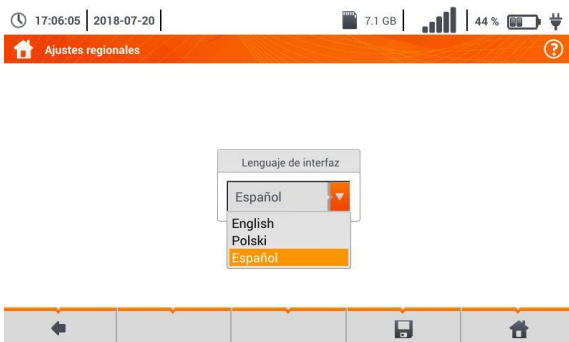 17:06:05 2018-07-20 7.1 GB 44 %
Ajustes regionales ?
Lenguaje de interfaz
Español
English
Polski
Español